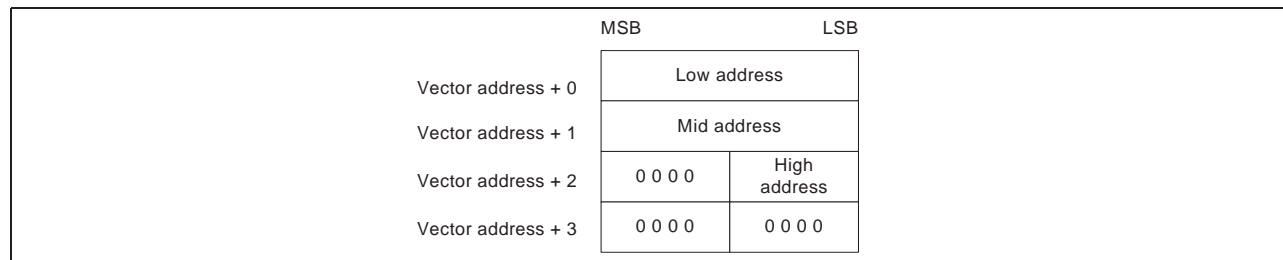 MSB LSB
Vector address + 0 Low address
Vector address + 1 Mid address
Vector address + 2 0 0 0 0 High address
Vector address + 3 0 0 0 0 0 0 0 0